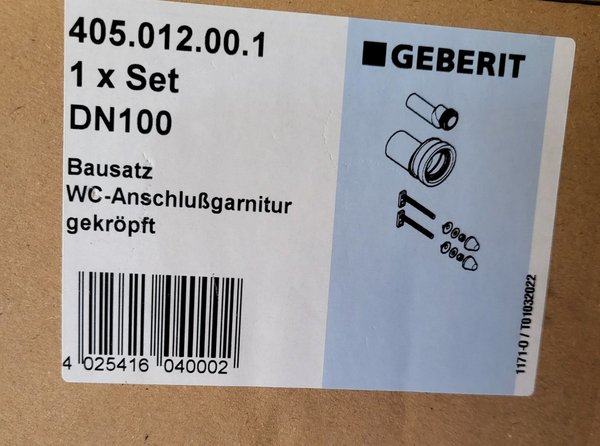 405.012.00.1
1 x Set
DN100
GEBERIT
Bausatz
WC-Anschlußgarnitur
gekröpft
4 025416 040002
1171-0 / T01032022